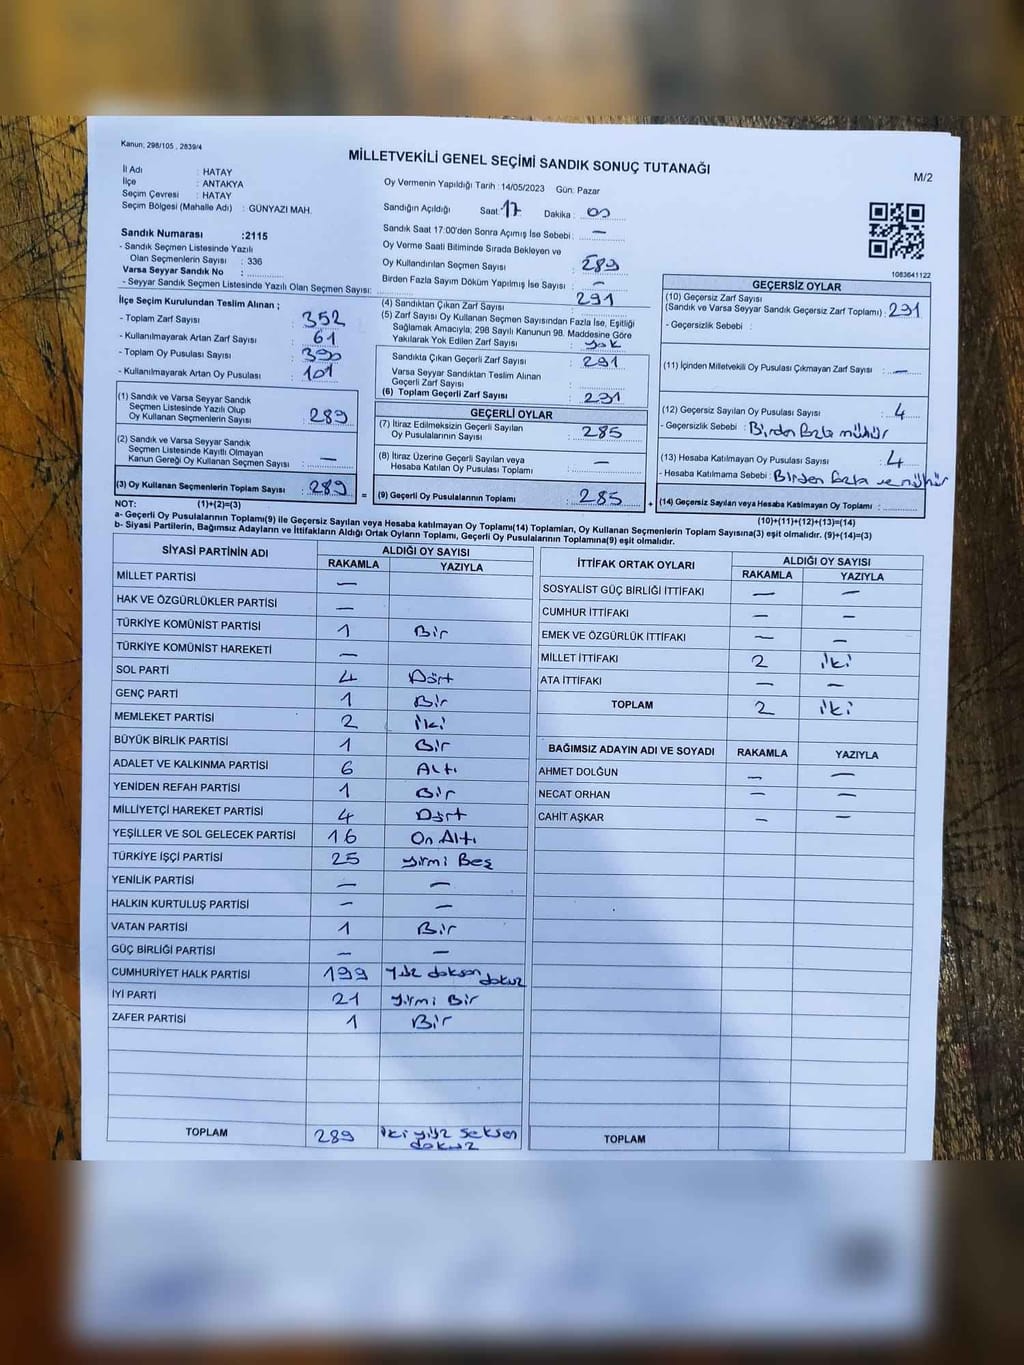 Kanun, 298/105 , 2839/4
MİLLETVEKİLİ GENEL SEÇİMİ SANDIK SONUÇ TUTANAĞI
M/2
İl Adı : HATAY
İlçe : ANTAKYA
Seçim Çevresi : HATAY
Seçim Bölgesi (Mahalle Adı) : GÜNYAZI MAH.
Oy Vermenin Yapıldığı Tarih : 14/05/2023 Gün: Pazar
Sandığın Açıldığı Saat: 17 Dakika : 00
Sandık Saat 17:00'den Sonra Açılmış İse Sebebi : —
Oy Verme Saati Bitiminde Sırada Bekleyen ve
Oy Kullandırılan Seçmen Sayısı : 289
Birden Fazla Sayım Döküm Yapılmış İse Sayısı : —
Sandık Numarası :2115
- Sandık Seçmen Listesinde Yazılı
Olan Seçmenlerin Sayısı : 336
Varsa Seyyar Sandık No :
- Seyyar Sandık Seçmen Listesinde Yazılı Olan Seçmen Sayısı:
1083641122
İlçe Seçim Kurulundan Teslim Alınan ;
- Toplam Zarf Sayısı : 352
- Kullanılmayarak Artan Zarf Sayısı : 61
- Toplam Oy Pusulası Sayısı : 390
- Kullanılmayarak Artan Oy Pusulası : 101
(1) Sandık ve Varsa Seyyar Sandık
Seçmen Listesinde Yazılı Olup
Oy Kullanan Seçmenlerin Sayısı : 289
(2) Sandık ve Varsa Seyyar Sandık
Seçmen Listesinde Kayıtlı Olmayan
Kanun Gereği Oy Kullanan Seçmen Sayısı : —
(3) Oy Kullanan Seçmenlerin Toplam Sayısı : 289
(4) Sandıktan Çıkan Zarf Sayısı : 291
(5) Zarf Sayısı Oy Kullanan Seçmen Sayısından Fazla İse, Eşitliği
Sağlamak Amacıyla; 298 Sayılı Kanunun 98. Maddesine Göre
Yakılarak Yok Edilen Zarf Sayısı : yok
Sandıkta Çıkan Geçerli Zarf Sayısı : 291
Varsa Seyyar Sandıktan Teslim Alınan
Geçerli Zarf Sayısı :
(6) Toplam Geçerli Zarf Sayısı : 291
GEÇERLİ OYLAR
(7) İtiraz Edilmeksizin Geçerli Sayılan
Oy Pusulalarının Sayısı : 285
(8) İtiraz Üzerine Geçerli Sayılan veya
Hesaba Katılan Oy Pusulası Toplamı : —
= (9) Geçerli Oy Pusulalarının Toplamı : 285 +
GEÇERSİZ OYLAR
(10) Geçersiz Zarf Sayısı
(Sandık ve Varsa Seyyar Sandık Geçersiz Zarf Toplamı) : 291
- Geçersizlik Sebebi :
(11) İçinden Milletvekili Oy Pusulası Çıkmayan Zarf Sayısı : —
(12) Geçersiz Sayılan Oy Pusulası Sayısı : 4
- Geçersizlik Sebebi : Birden fazla mühür
(13) Hesaba Katılmayan Oy Pusulası Sayısı : 4
- Hesaba Katılmama Sebebi : Birden fazla ve mühür
(14) Geçersiz Sayılan veya Hesaba Katılmayan Oy Toplamı :
NOT: (1)+(2)=(3) (10)+(11)+(12)+(13)=(14)
a- Geçerli Oy Pusulalarının Toplamı(9) ile Geçersiz Sayılan veya Hesaba katılmayan Oy Toplamı(14) Toplamları, Oy Kullanan Seçmenlerin Toplam Sayısına(3) eşit olmalıdır. (9)+(14)=(3)
b- Siyasi Partilerin, Bağımsız Adayların ve İttifakların Aldığı Ortak Oyların Toplamı, Geçerli Oy Pusulalarının Toplamına(9) eşit olmalıdır.
SİYASİ PARTİNİN ADI ALDIĞI OY SAYISI
RAKAMLA YAZIYLA
MİLLET PARTİSİ —
HAK VE ÖZGÜRLÜKLER PARTİSİ —
TÜRKİYE KOMÜNİST PARTİSİ 1 Bir
TÜRKİYE KOMÜNİST HAREKETİ —
SOL PARTİ 4 Dört
GENÇ PARTİ 1 Bir
MEMLEKET PARTİSİ 2 iki
BÜYÜK BİRLİK PARTİSİ 1 Bir
ADALET VE KALKINMA PARTİSİ 6 Altı
YENİDEN REFAH PARTİSİ 1 Bir
MİLLİYETÇİ HAREKET PARTİSİ 4 Dört
YEŞİLLER VE SOL GELECEK PARTİSİ 16 On Altı
TÜRKİYE İŞÇİ PARTİSİ 25 yirmi Beş
YENİLİK PARTİSİ — —
HALKIN KURTULUŞ PARTİSİ — —
VATAN PARTİSİ 1 Bir
GÜÇ BİRLİĞİ PARTİSİ — —
CUMHURİYET HALK PARTİSİ 199 Yüz doksan dokuz
İYİ PARTİ 21 yirmi Bir
ZAFER PARTİSİ 1 Bir
TOPLAM 289 iki yüz seksen dokuz
İTTİFAK ORTAK OYLARI ALDIĞI OY SAYISI
RAKAMLA YAZIYLA
SOSYALİST GÜÇ BİRLİĞİ İTTİFAKI — —
CUMHUR İTTİFAKI — —
EMEK VE ÖZGÜRLÜK İTTİFAKI — —
MİLLET İTTİFAKI 2 iki
ATA İTTİFAKI — —
TOPLAM 2 iki
BAĞIMSIZ ADAYIN ADI VE SOYADI RAKAMLA YAZIYLA
AHMET DOLĞUN — —
NECAT ORHAN — —
CAHİT AŞKAR — —
TOPLAM